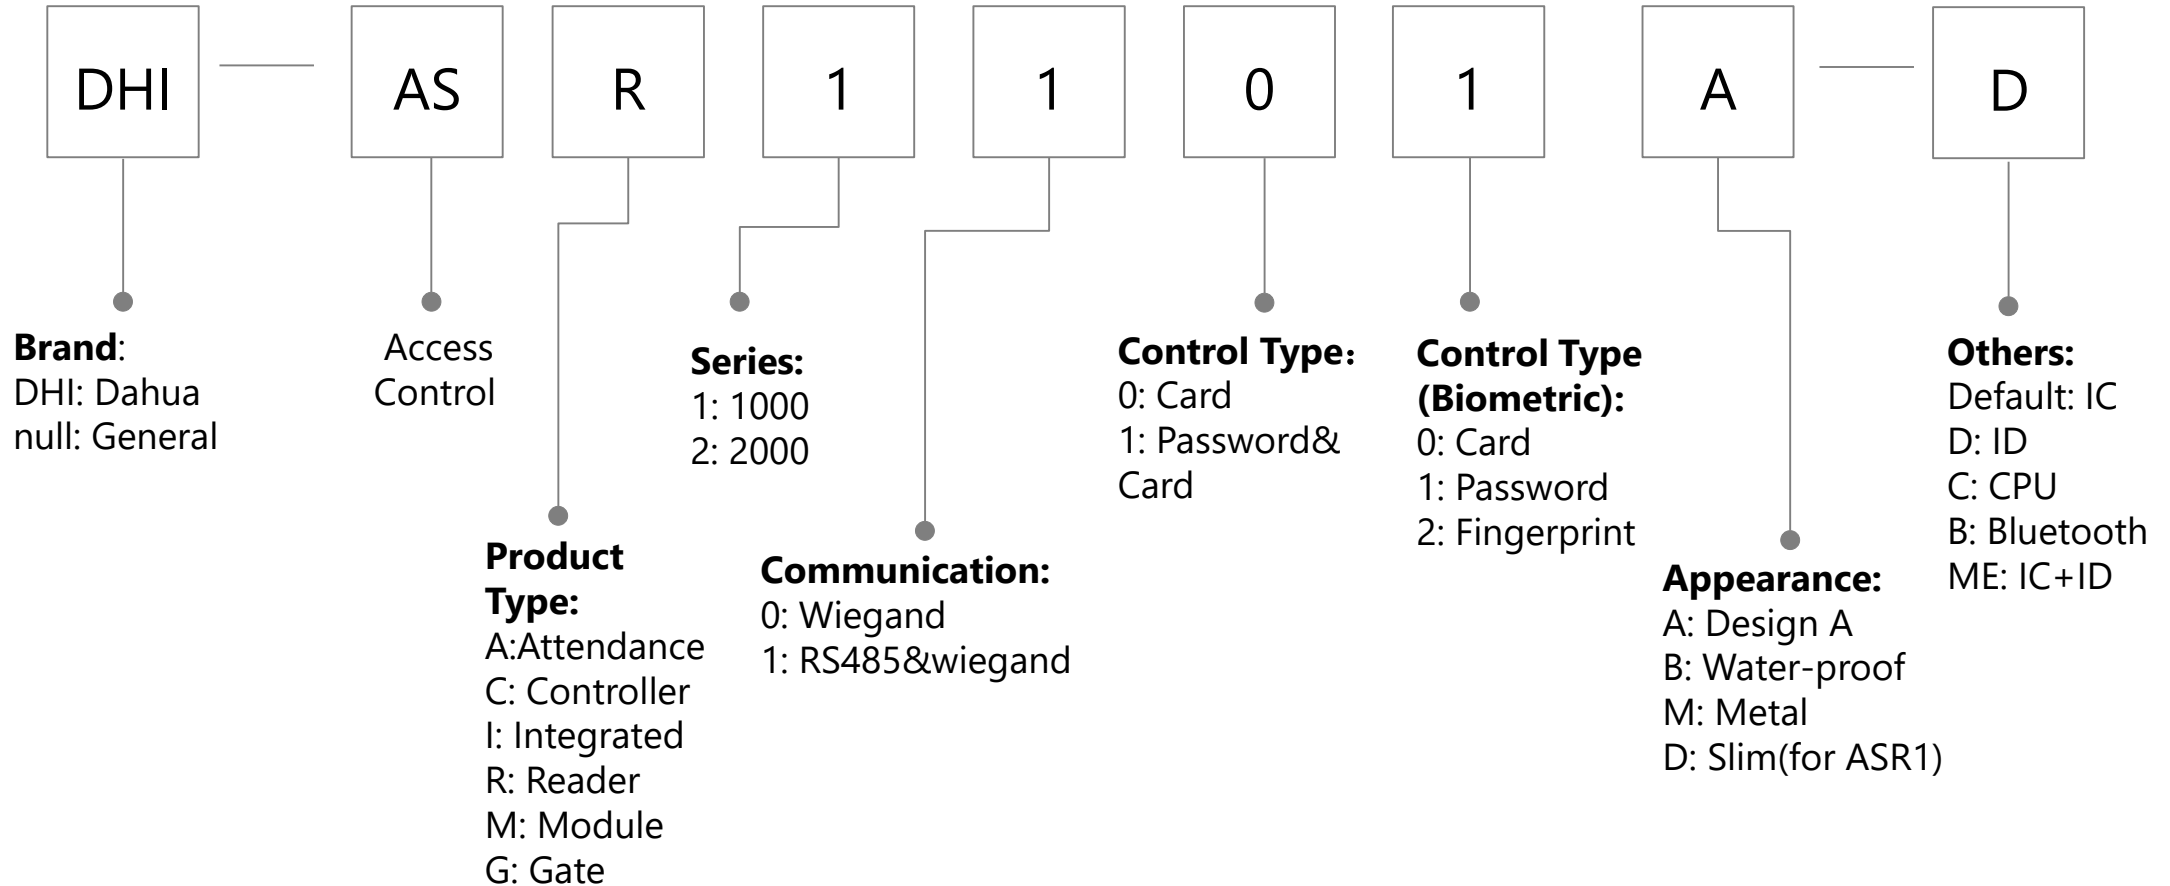 DHI — AS R 1 1 0 1 A — D
Brand:
DHI: Dahua
null: General
Access
Control
Product
Type:
A:Attendance
C: Controller
I: Integrated
R: Reader
M: Module
G: Gate
Series:
1: 1000
2: 2000
Communication:
0: Wiegand
1: RS485&wiegand
Control Type：
0: Card
1: Password&
Card
Control Type
(Biometric):
0: Card
1: Password
2: Fingerprint
Appearance:
A: Design A
B: Water-proof
M: Metal
D: Slim(for ASR1)
Others:
Default: IC
D: ID
C: CPU
B: Bluetooth
ME: IC+ID